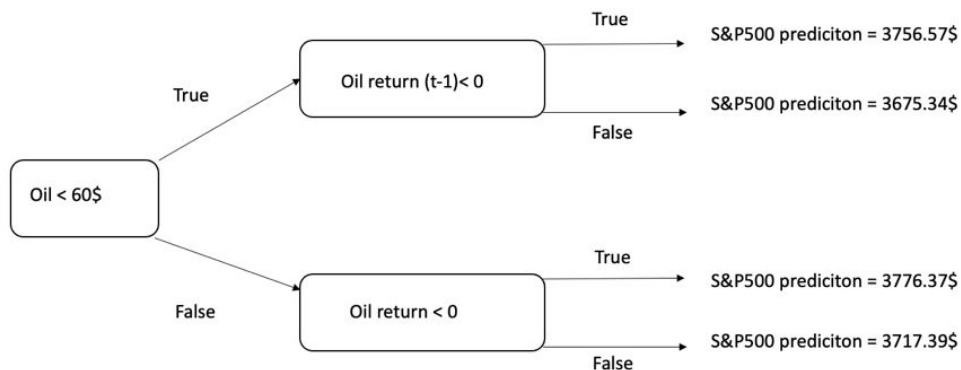 True
S&P500 prediciton = 3756.57$
Oil return (t-1)< 0
True
S&P500 prediciton = 3675.34$
False
Oil < 60$
True
S&P500 prediciton = 3776.37$
False
Oil return < 0
S&P500 prediciton = 3717.39$
False